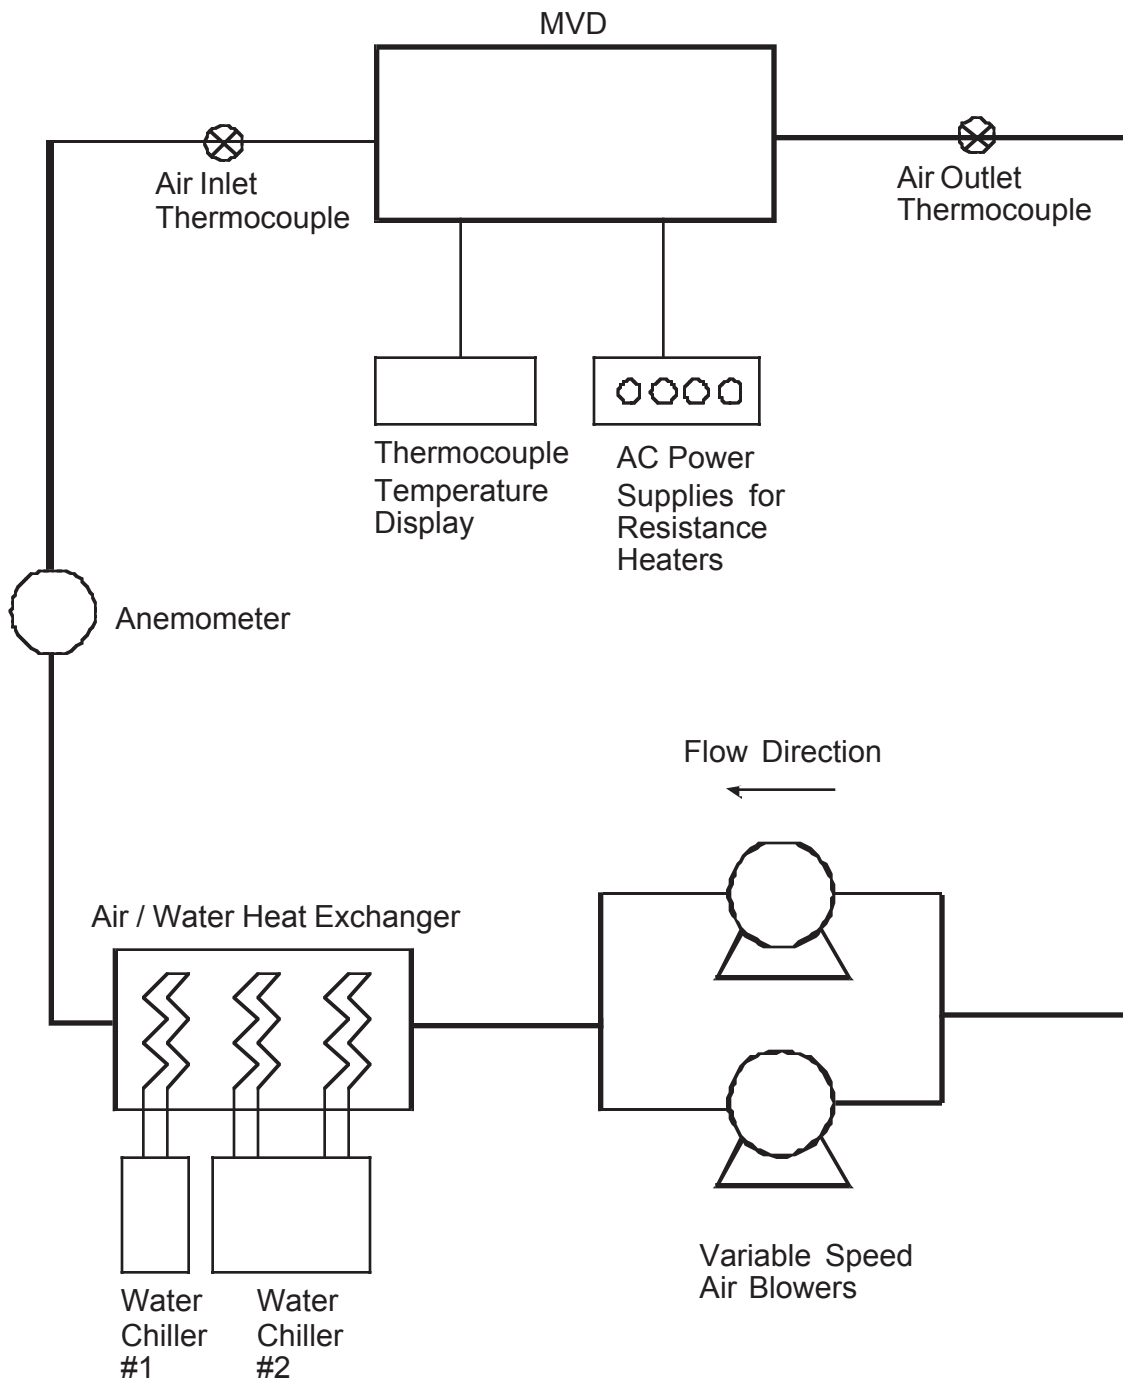 MVD
Air Inlet
Thermocouple
Air Outlet
Thermocouple
Thermocouple
Temperature
Display
AC Power
Supplies for
Resistance
Heaters
Anemometer
Flow Direction
Air / Water Heat Exchanger
Variable Speed
Air Blowers
Water
Chiller
#1
Water
Chiller
#2